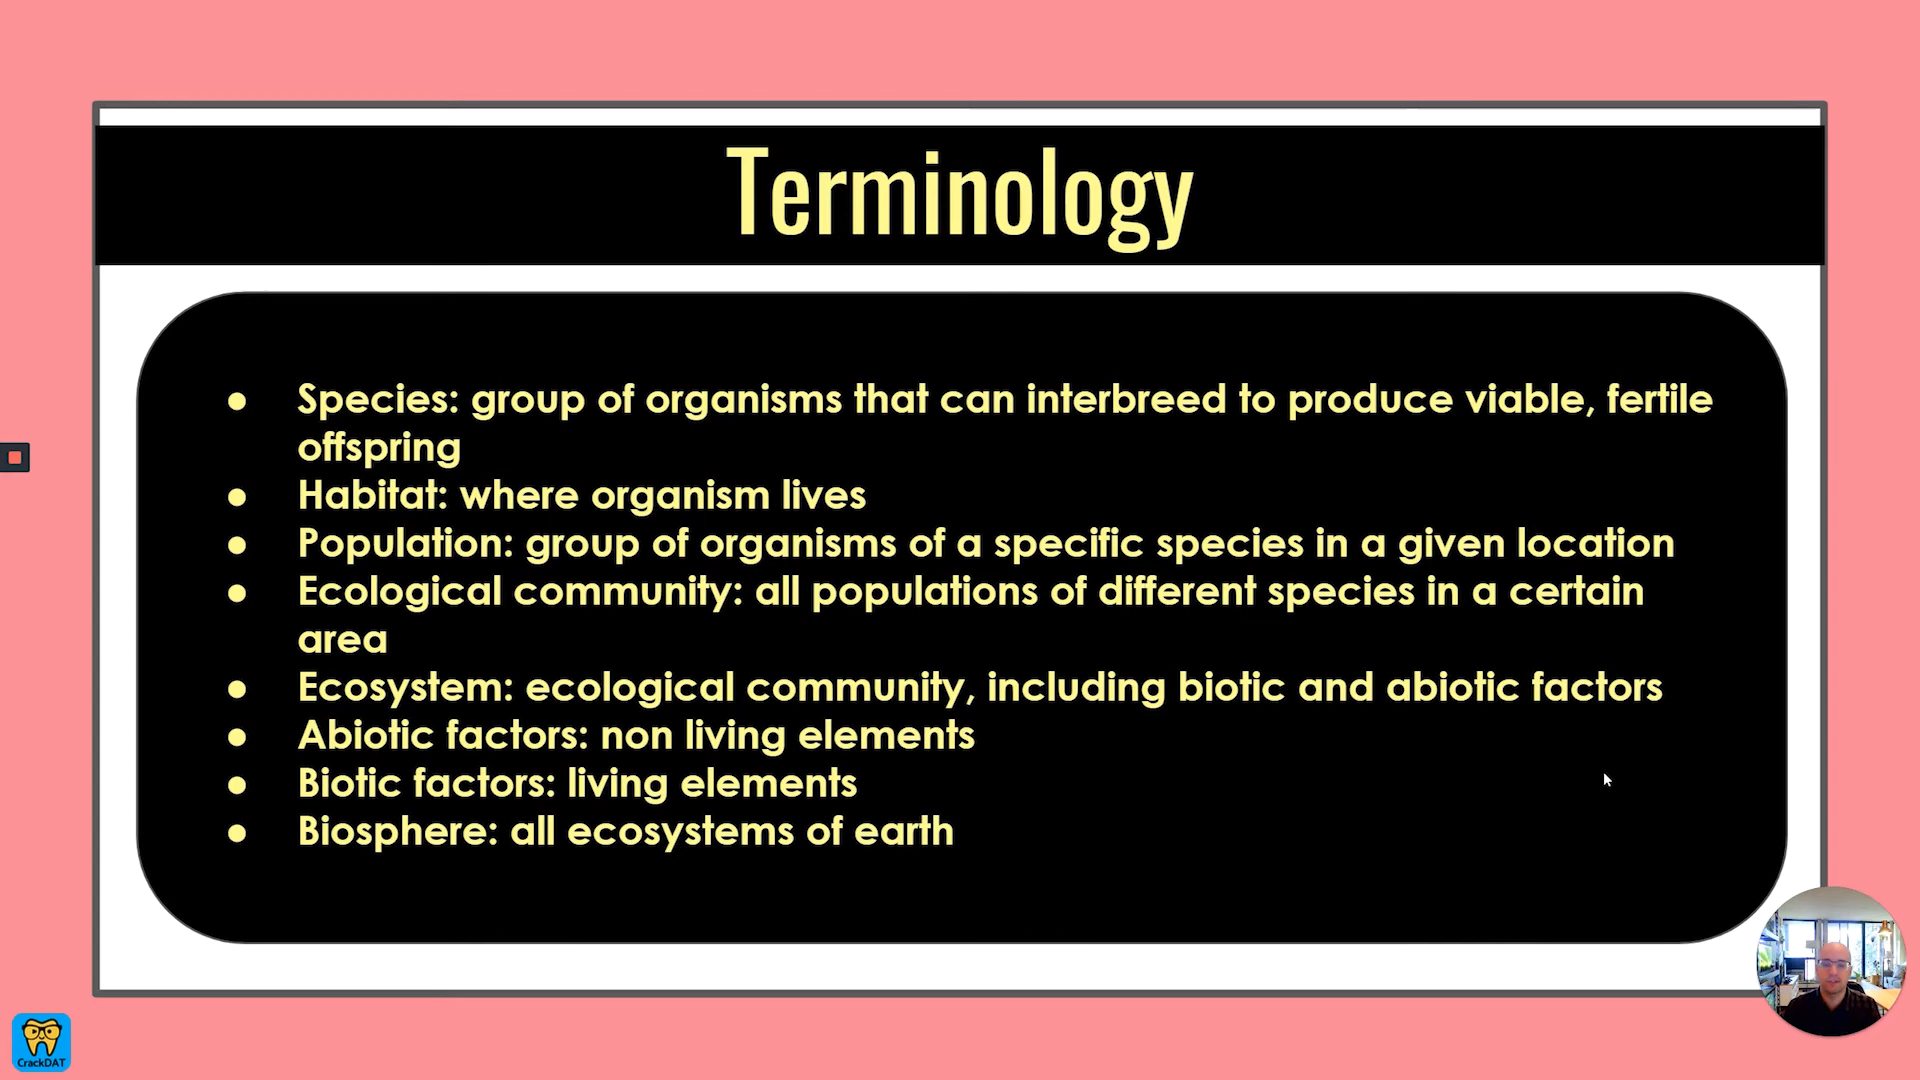 Terminology
● Species: group of organisms that can interbreed to produce viable, fertile
offspring
● Habitat: where organism lives
● Population: group of organisms of a specific species in a given location
● Ecological community: all populations of different species in a certain
area
● Ecosystem: ecological community, including biotic and abiotic factors
● Abiotic factors: non living elements
● Biotic factors: living elements
● Biosphere: all ecosystems of earth
CrackDAT